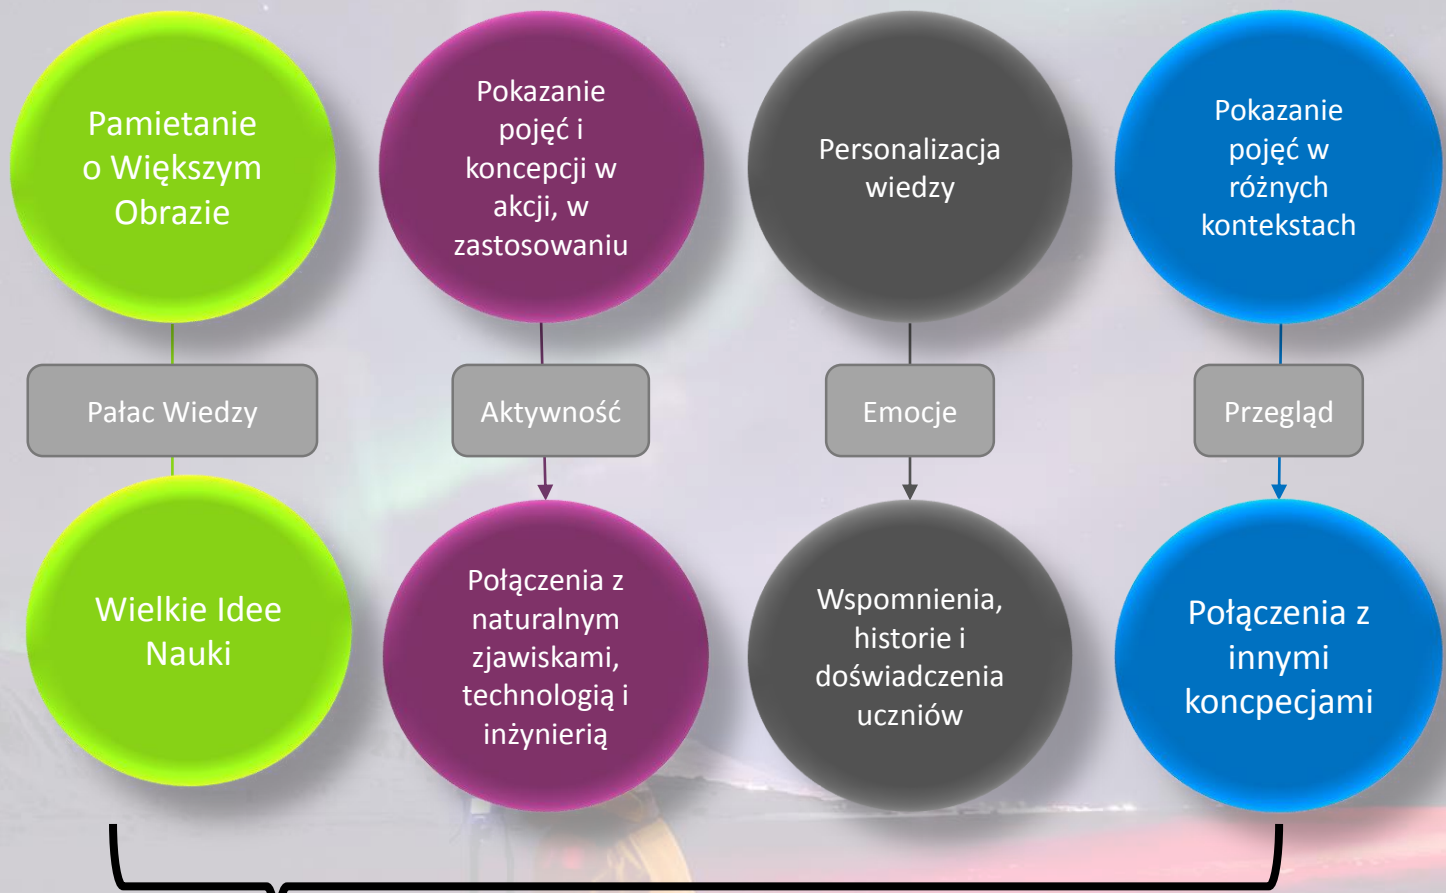 Pamietanie
o Większym
Obrazie
Pokazanie
pojęć i
koncepcji w
akcji, w
zastosowaniu
Personalizacja
wiedzy
Pokazanie
pojęć w
różnych
kontekstach
Pałac Wiedzy
Aktywność
Emocje
Przegląd
Wielkie Idee
Nauki
Połączenia z
naturalnym
zjawiskami,
technologią i
inżynierią
Wspomnienia,
historie i
doświadczenia
uczniów
Połączenia z
innymi
koncpecjami